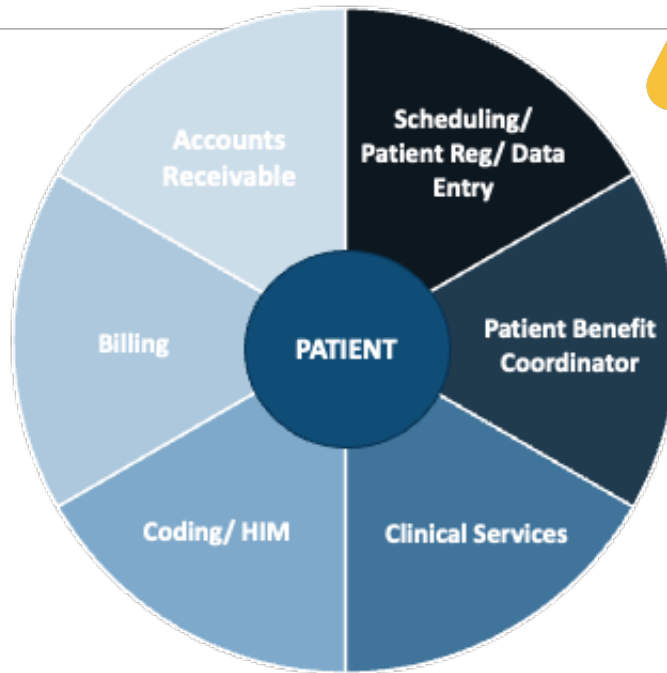 Accounts
Receivable
Scheduling/
Patient Reg/ Data
Entry
Billing
PATIENT
Patient Benefit
Coordinator
Coding/ HIM
Clinical Services